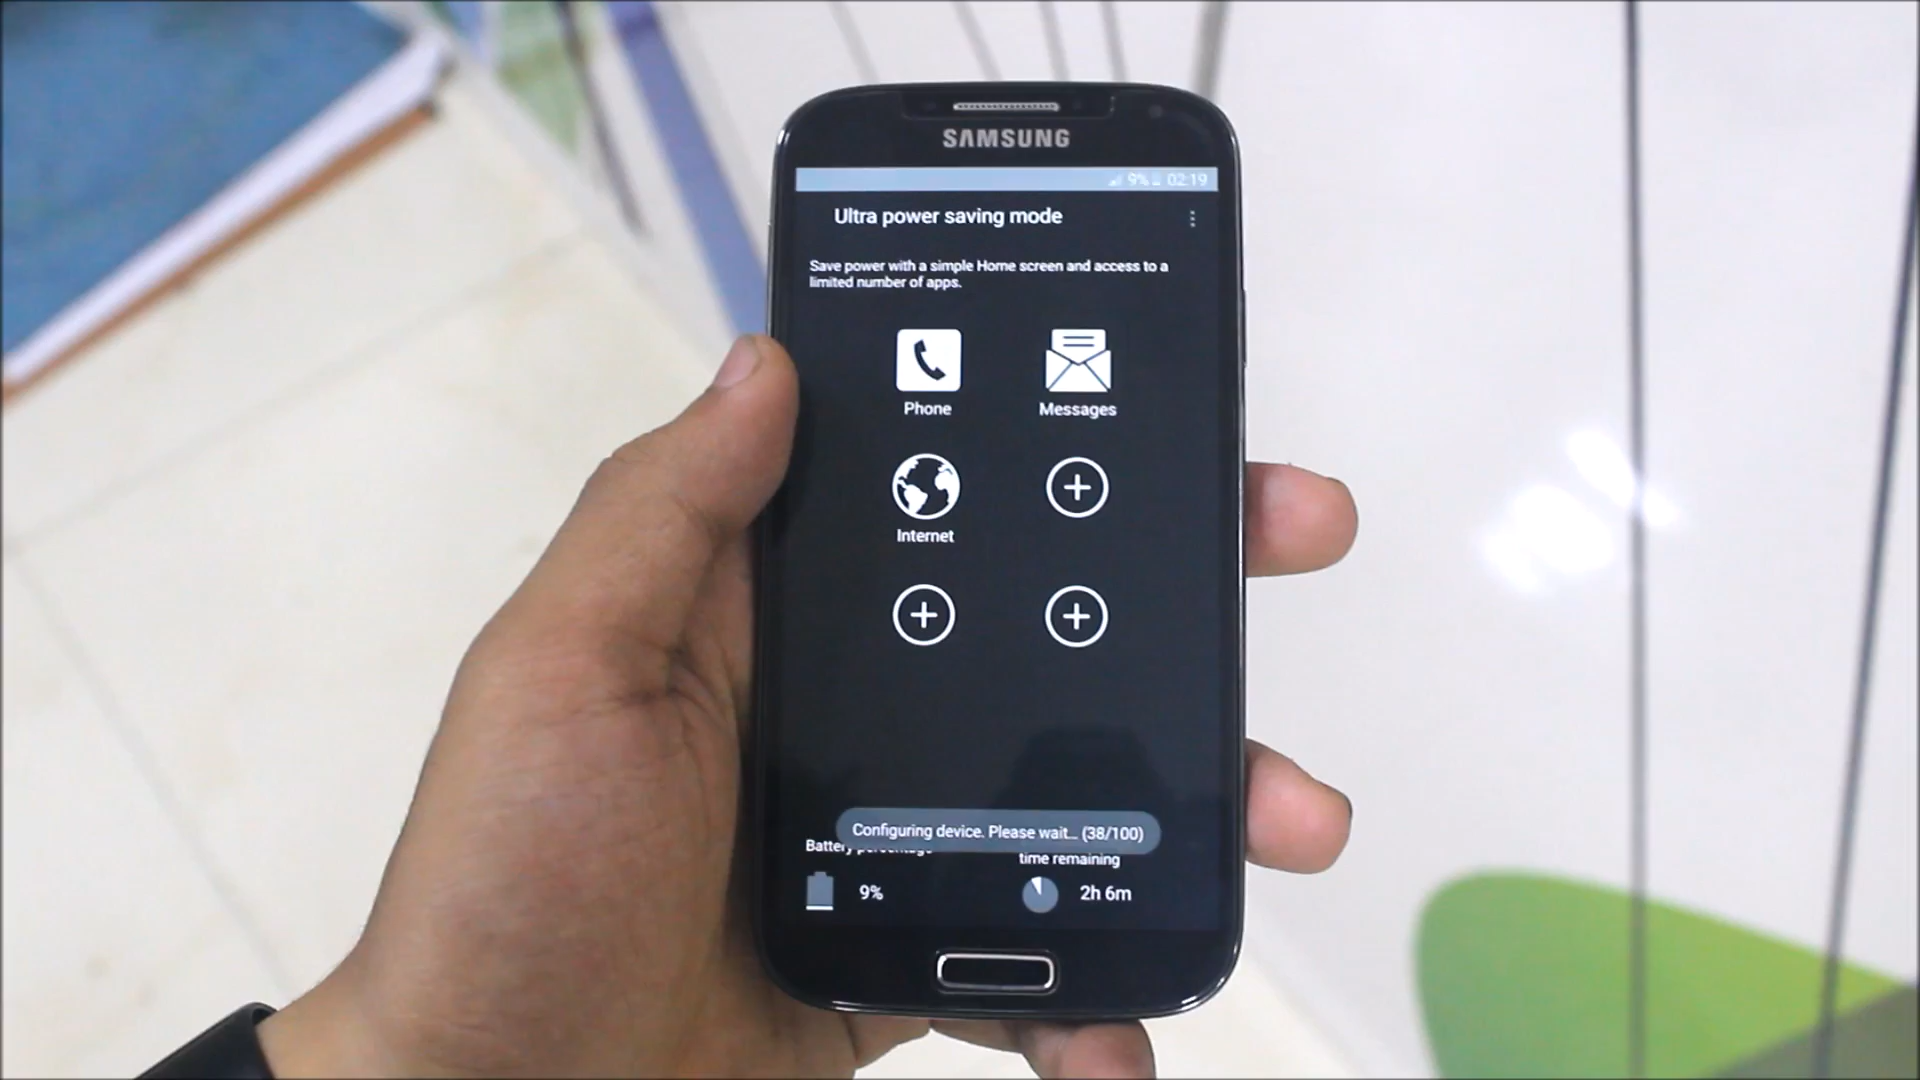 SAMSUNG
9% 02:19
Ultra power saving mode
Save power with a simple Home screen and access to a
limited number of apps.
Phone
Messages
Internet
Configuring device. Please wait... (38/100)
Battery percentage
time remaining
9%
2h 6m